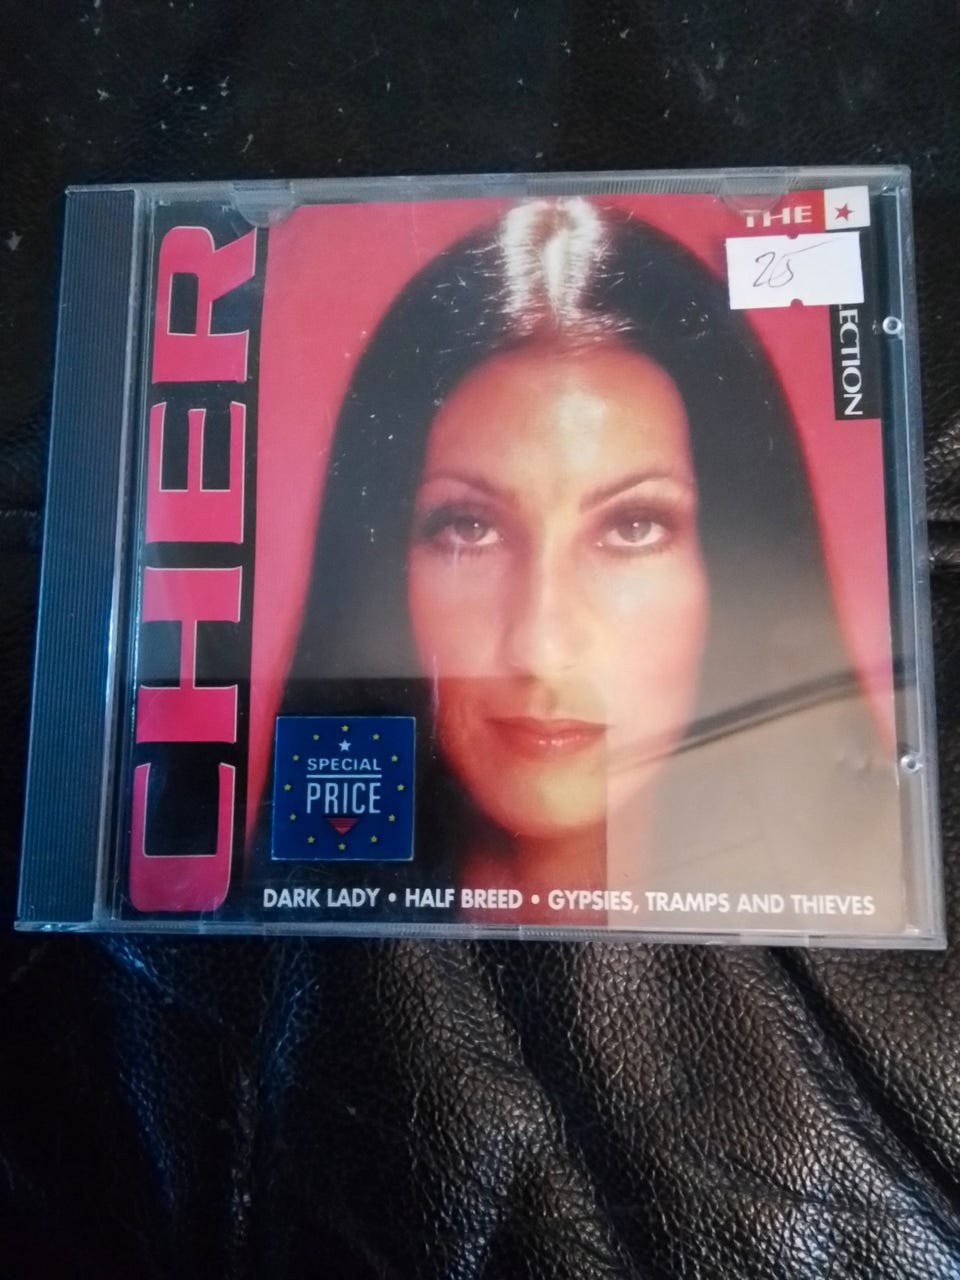 CHER
THE
25
LECTION
SPECIAL
PRICE
DARK LADY • HALF BREED • GYPSIES, TRAMPS AND THIEVES